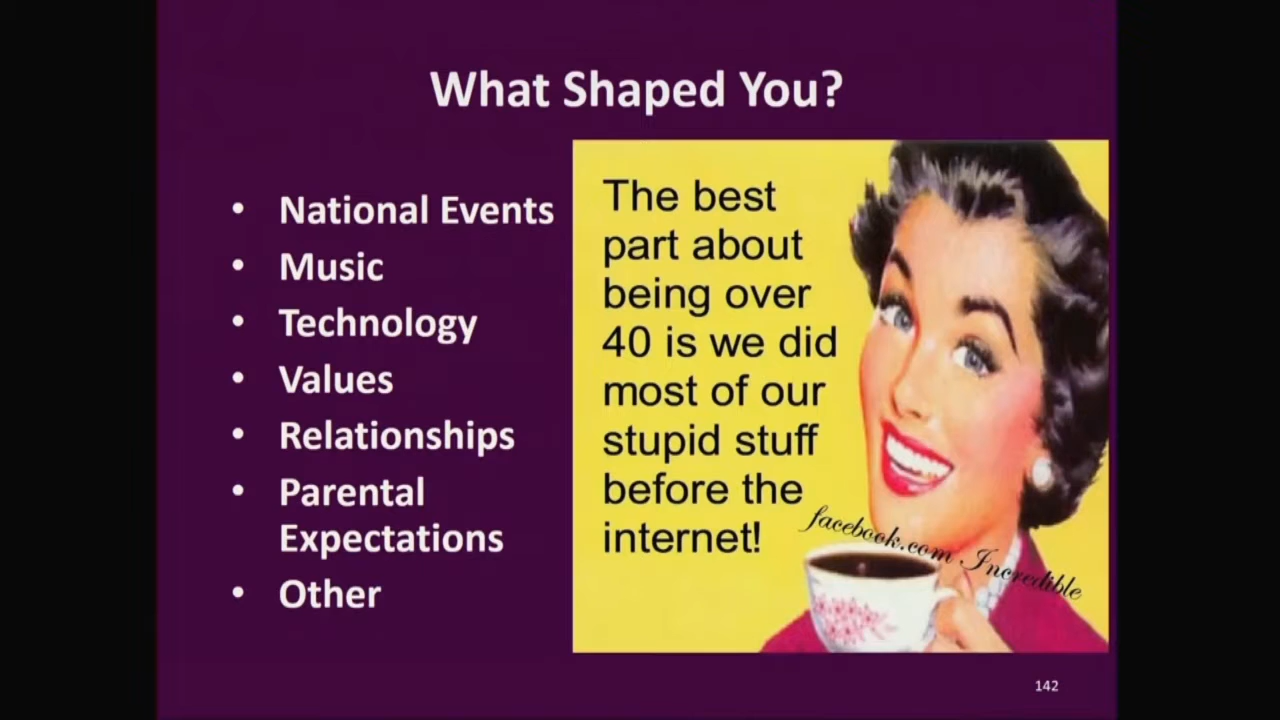 What Shaped You?
• National Events
• Music
• Technology
• Values
• Relationships
• Parental
Expectations
• Other
The best
part about
being over
40 is we did
most of our
stupid stuff
before the
internet!
facebook.com Incredible
142